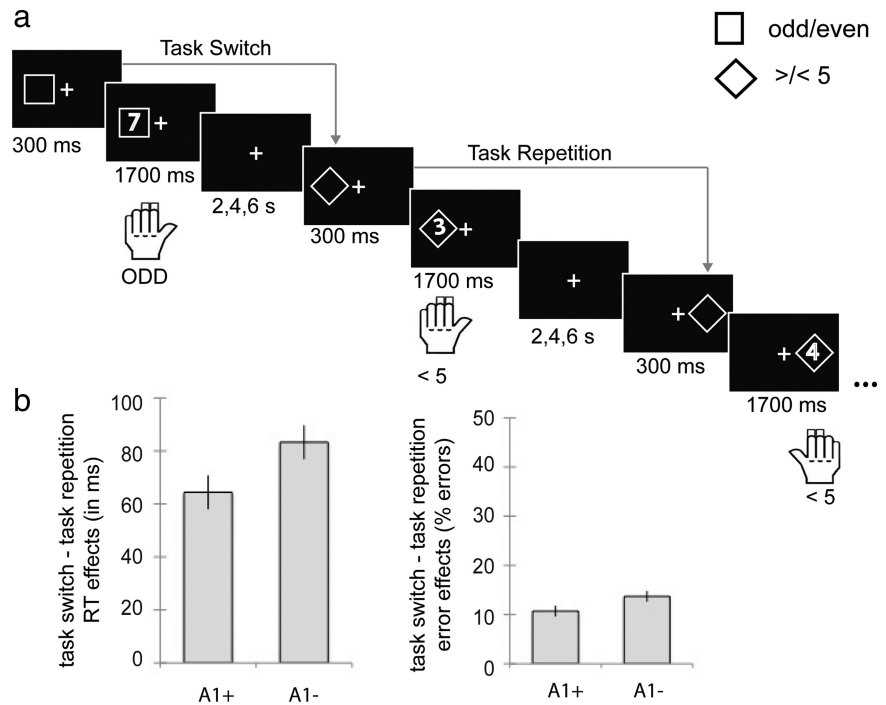 a
Task Switch
odd/even
>/< 5
+
300 ms
7 +
1700 ms
ODD
+
2,4,6 s
Task Repetition
+
300 ms
3 +
1700 ms
< 5
+
2,4,6 s
+
300 ms
+ 4
1700 ms
< 5
...
b
task switch - task repetition
RT effects (in ms)
100
80
60
40
20
0
A1+ A1-
task switch - task repetition
error effects (% errors)
50
40
30
20
10
0
A1+ A1-